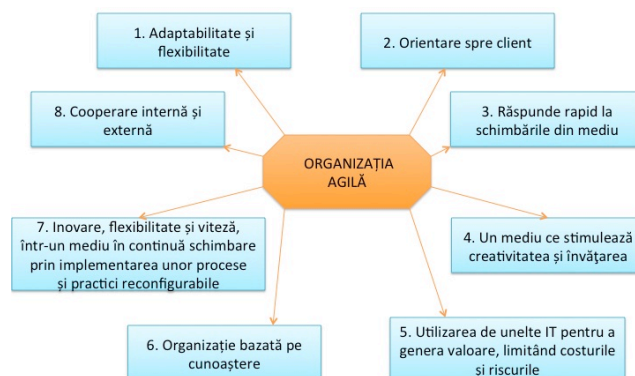 1. Adaptabilitate și
flexibilitate
2. Orientare spre client
8. Cooperare internă și
externă
3. Răspunde rapid la
schimbările din mediu
ORGANIZAȚIA
AGILĂ
7. Inovare, flexibilitate și viteză,
într-un mediu în continuă schimbare
prin implementarea unor procese
și practici reconfigurabile
4. Un mediu ce stimulează
creativitatea și învăţarea
6. Organizație bazată pe
cunoaștere
5. Utilizarea de unelte IT pentru a
genera valoare, limitând costurile
si riscurile